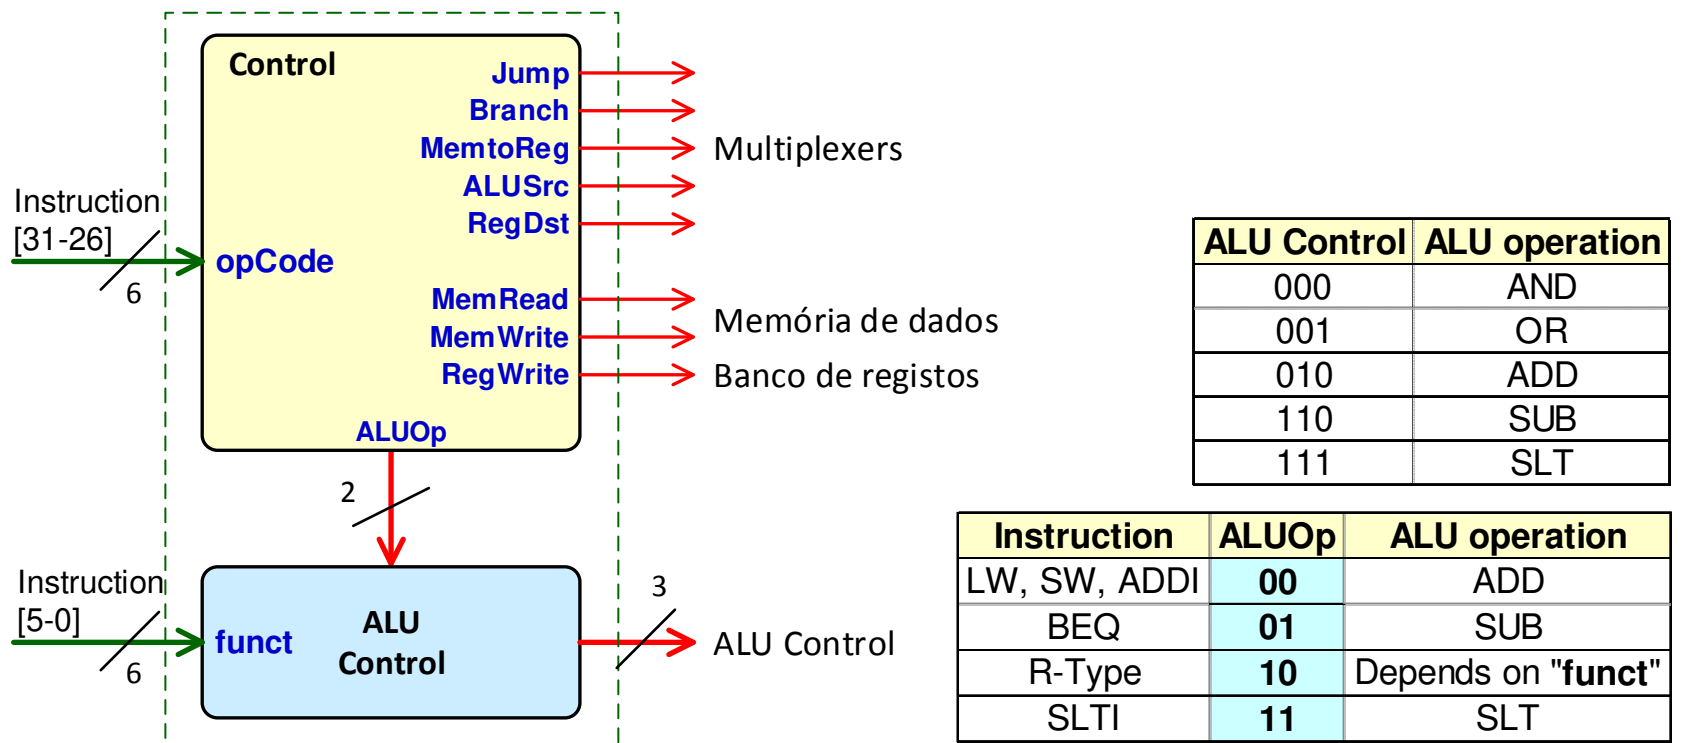 Control
Jump
Branch
MemtoReg
ALUSrc
RegDst
Multiplexers
Instruction
[31-26]
6
opCode
MemRead
MemWrite
Memória de dados
RegWrite
Banco de registos
ALUOp
2
Instruction
[5-0]
6
funct
ALU
Control
3
ALU Control
ALU Control ALU operation
000 AND
001 OR
010 ADD
110 SUB
111 SLT
Instruction ALUOp ALU operation
LW, SW, ADDI 00 ADD
BEQ 01 SUB
R-Type 10 Depends on "funct"
SLTI 11 SLT